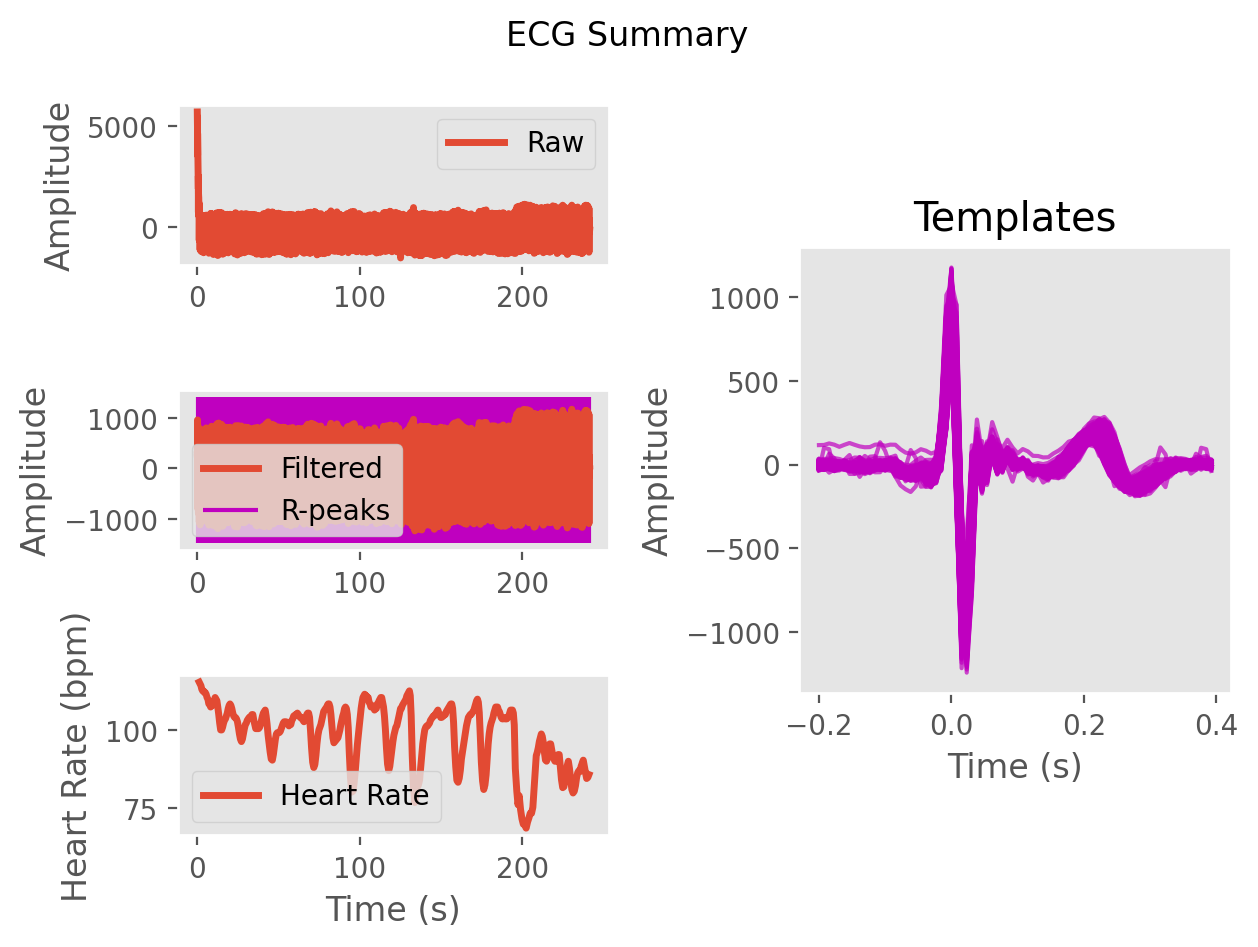 ECG Summary
Amplitude
5000
0
Raw
0
100
200
Amplitude
1000
0
−1000
Filtered
R-peaks
0
100
200
Heart Rate (bpm)
100
75
Heart Rate
0
100
200
Time (s)
Templates
Amplitude
1000
500
0
−500
−1000
−0.2
0.0
0.2
0.4
Time (s)